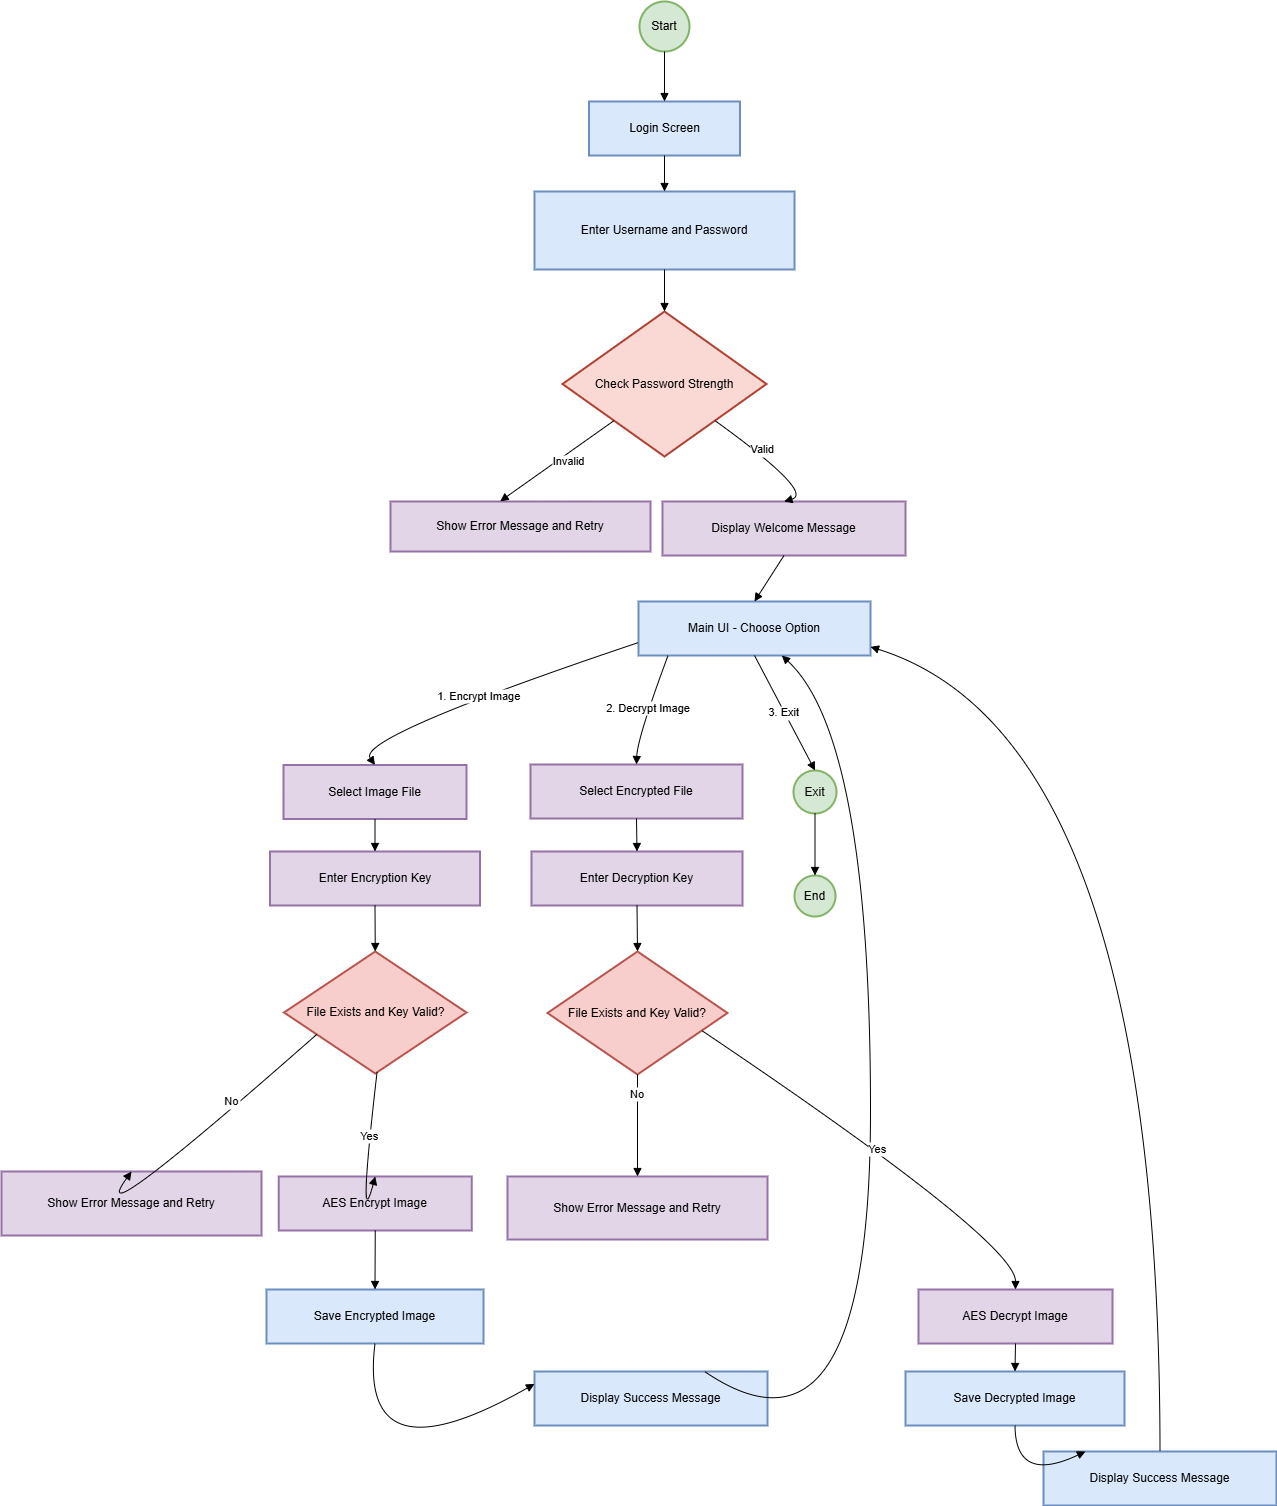 Start
Login Screen
Enter Username and Password
Check Password Strength
Invalid
Valid
Show Error Message and Retry
Display Welcome Message
Main UI - Choose Option
1. Encrypt Image
2. Decrypt Image
3. Exit
Select Image File
Select Encrypted File
Exit
Enter Encryption Key
Enter Decryption Key
End
File Exists and Key Valid?
File Exists and Key Valid?
No
Yes
No
Yes
Show Error Message and Retry
AES Encrypt Image
Show Error Message and Retry
Save Encrypted Image
AES Decrypt Image
Display Success Message
Save Decrypted Image
Display Success Message